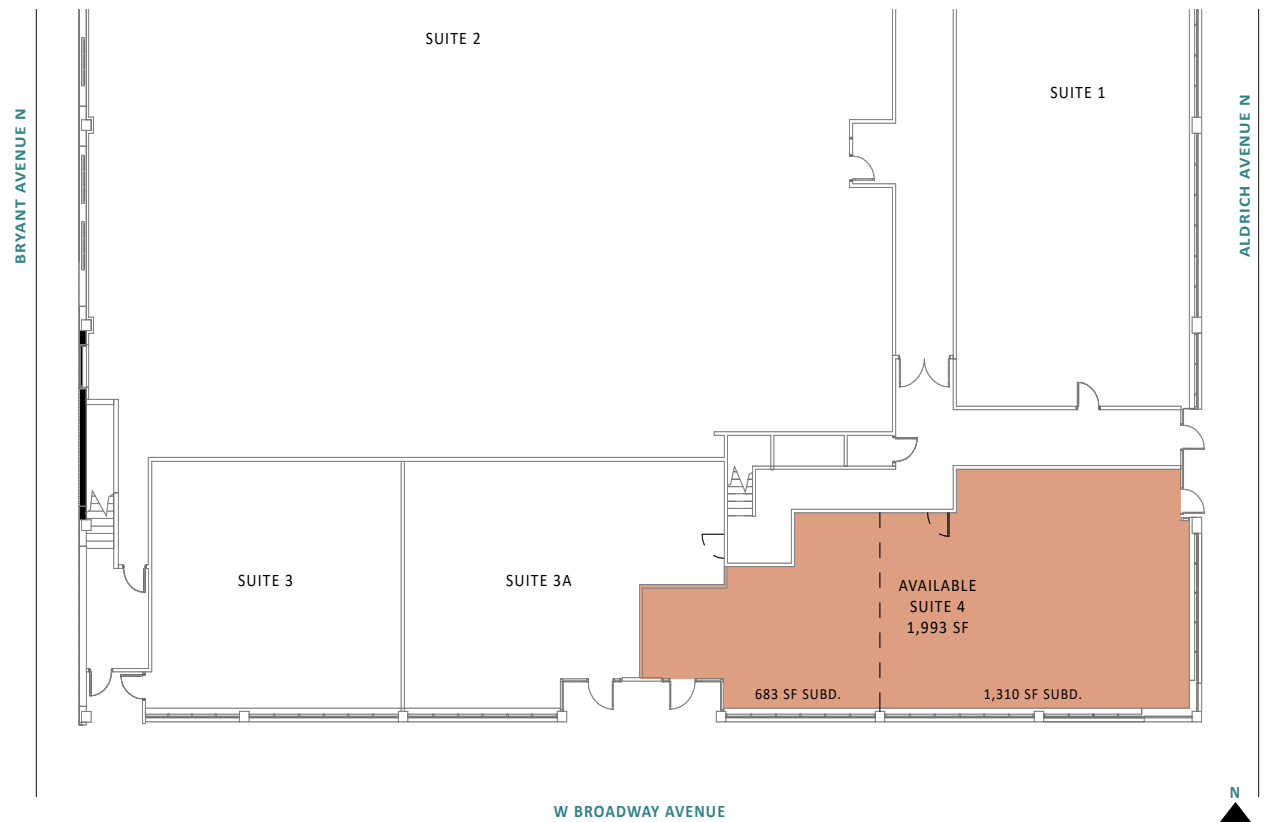 SUITE 2
SUITE 1
BRYANT AVENUE N
ALDRICH AVENUE N
SUITE 3
SUITE 3A
AVAILABLE
SUITE 4
1,993 SF
683 SF SUBD.
1,310 SF SUBD.
W BROADWAY AVENUE
N